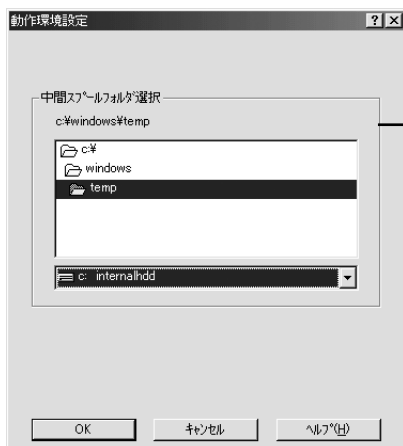 動作環境設定
中間ｽﾌﾟｰﾙﾌｫﾙﾀﾞ選択
c:¥windows¥temp
c:¥
windows
temp
c: internalhdd
OK
ｷｬﾝｾﾙ
ﾍﾙﾌﾟ(H)